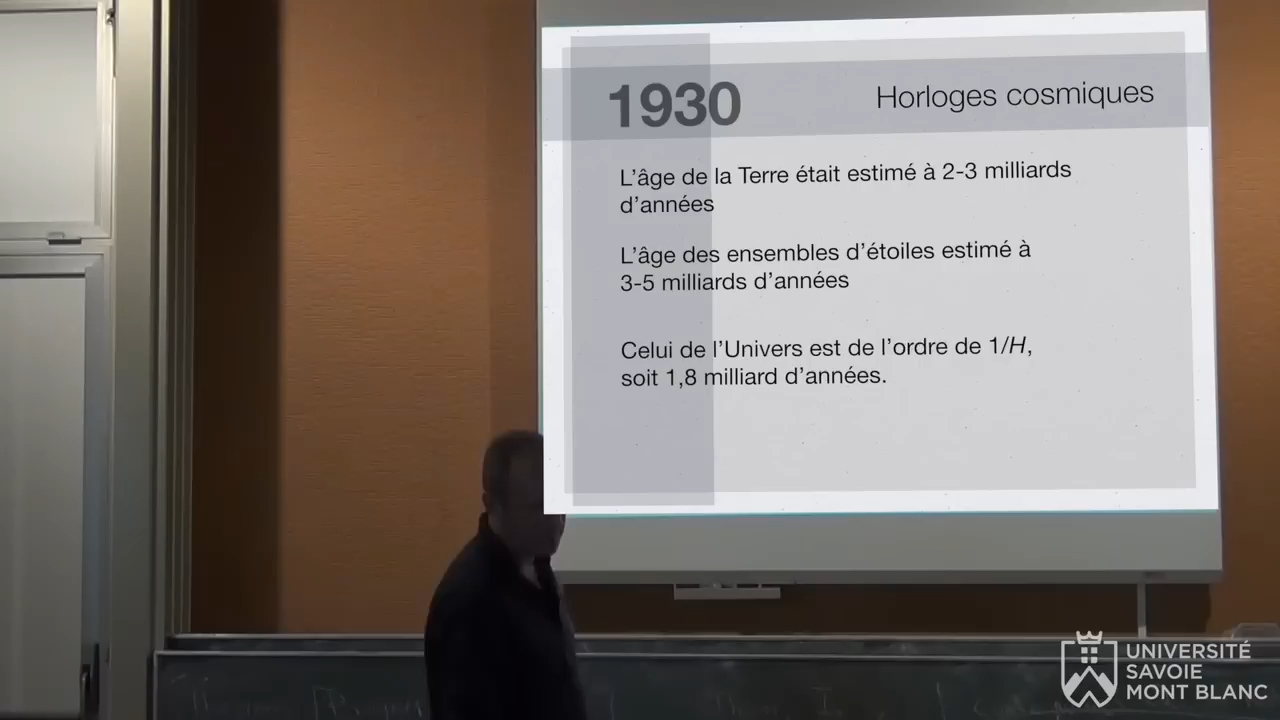 1930
Horloges cosmiques
L’âge de la Terre était estimé à 2-3 milliards
d’années
L’âge des ensembles d’étoiles estimé à
3-5 milliards d’années
Celui de l’Univers est de l’ordre de 1/H,
soit 1,8 milliard d’années.
UNIVERSITÉ
SAVOIE
MONT BLANC